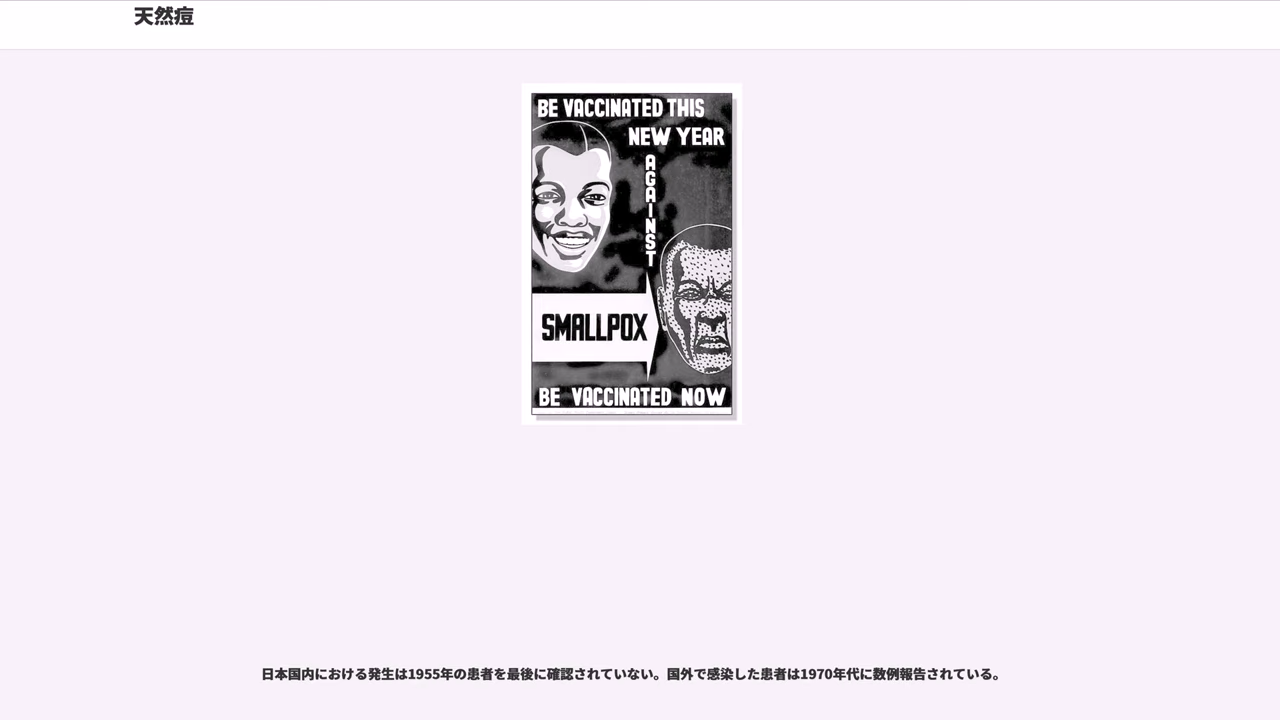 天然痘
BE VACCINATED THIS
NEW YEAR
AGAINST
SMALLPOX
BE VACCINATED NOW
日本国内における発生は1955年の患者を最後に確認されていない。国外で感染した患者は1970年代に数例報告されている。